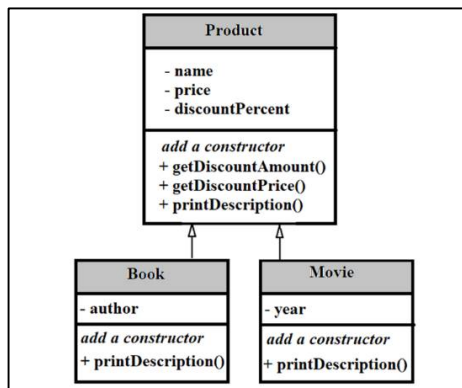 Product
- name
- price
- discountPercent
add a constructor
+ getDiscountAmount()
+ getDiscountPrice()
+ printDescription()
Book
- author
add a constructor
+ printDescription()
Movie
- year
add a constructor
+ printDescription()